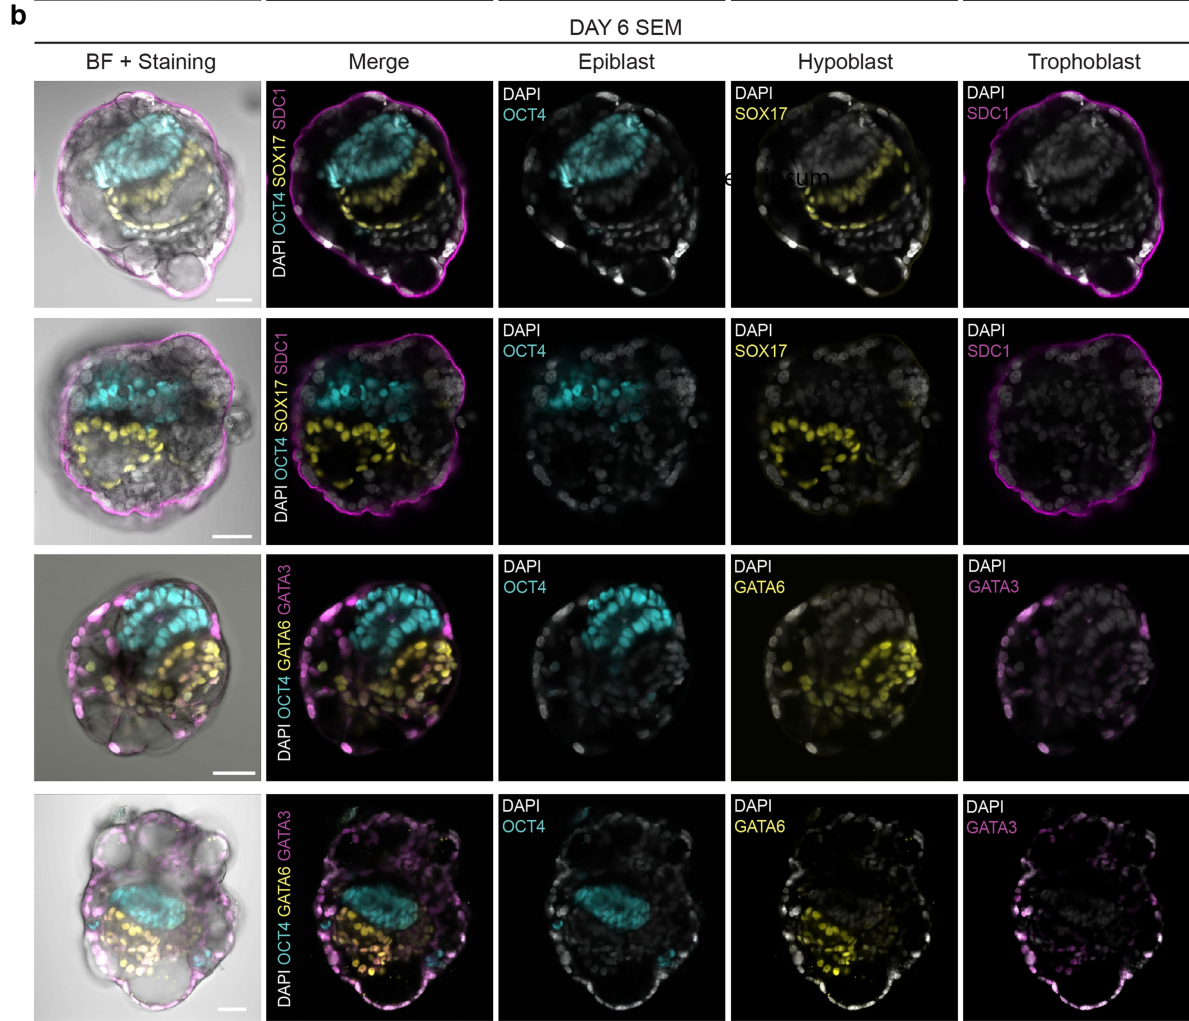 b
DAY 6 SEM
BF + Staining
Merge
Epiblast
Hypoblast
Trophoblast
DAPI OCT4 SOX17 SDC1
DAPI
OCT4
DAPI
SOX17
DAPI
SDC1
DAPI OCT4 SOX17 SDC1
DAPI
OCT4
DAPI
SOX17
DAPI
SDC1
DAPI OCT4 GATA6 GATA3
DAPI
OCT4
DAPI
GATA6
DAPI
GATA3
DAPI OCT4 GATA6 GATA3
DAPI
OCT4
DAPI
GATA6
DAPI
GATA3